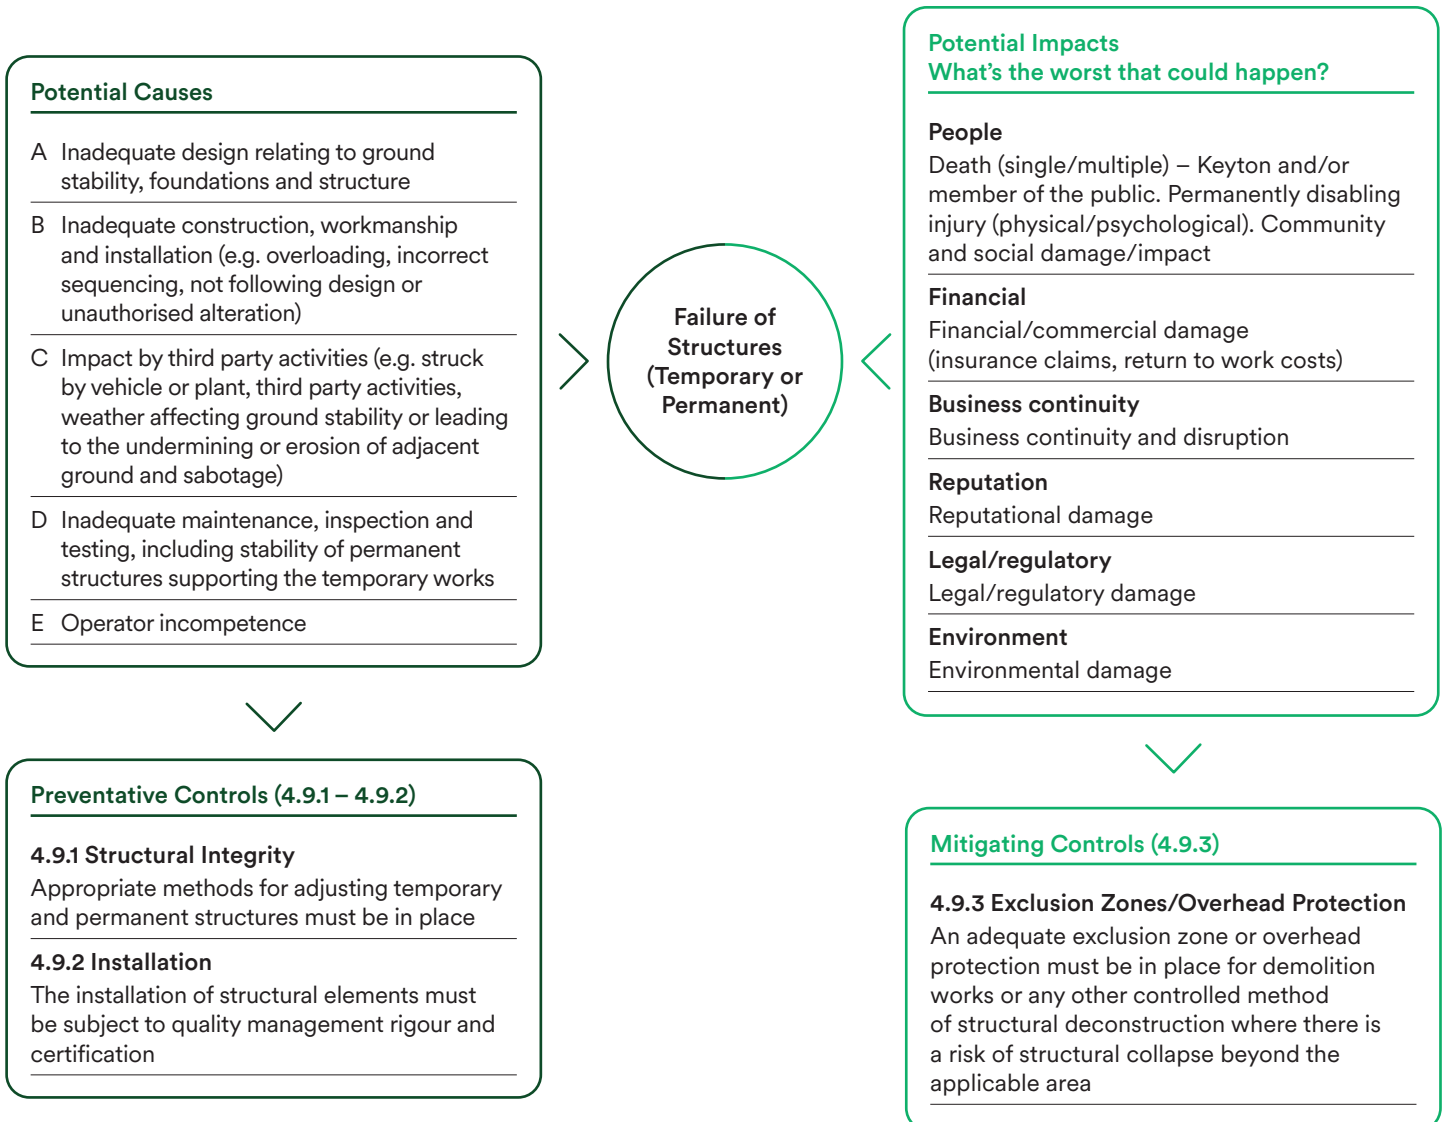 Potential Causes
A Inadequate design relating to ground
stability, foundations and structure
B Inadequate construction, workmanship
and installation (e.g. overloading, incorrect
sequencing, not following design or
unauthorised alteration)
C Impact by third party activities (e.g. struck
by vehicle or plant, third party activities,
weather affecting ground stability or leading
to the undermining or erosion of adjacent
ground and sabotage)
D Inadequate maintenance, inspection and
testing, including stability of permanent
structures supporting the temporary works
E Operator incompetence
Preventative Controls (4.9.1 – 4.9.2)
4.9.1 Structural Integrity
Appropriate methods for adjusting temporary
and permanent structures must be in place
4.9.2 Installation
The installation of structural elements must
be subject to quality management rigour and
certification
Failure of
Structures
(Temporary or
Permanent)
Potential Impacts
What’s the worst that could happen?
People
Death (single/multiple) – Keyton and/or
member of the public. Permanently disabling
injury (physical/psychological). Community
and social damage/impact
Financial
Financial/commercial damage
(insurance claims, return to work costs)
Business continuity
Business continuity and disruption
Reputation
Reputational damage
Legal/regulatory
Legal/regulatory damage
Environment
Environmental damage
Mitigating Controls (4.9.3)
4.9.3 Exclusion Zones/Overhead Protection
An adequate exclusion zone or overhead
protection must be in place for demolition
works or any other controlled method
of structural deconstruction where there is
a risk of structural collapse beyond the
applicable area